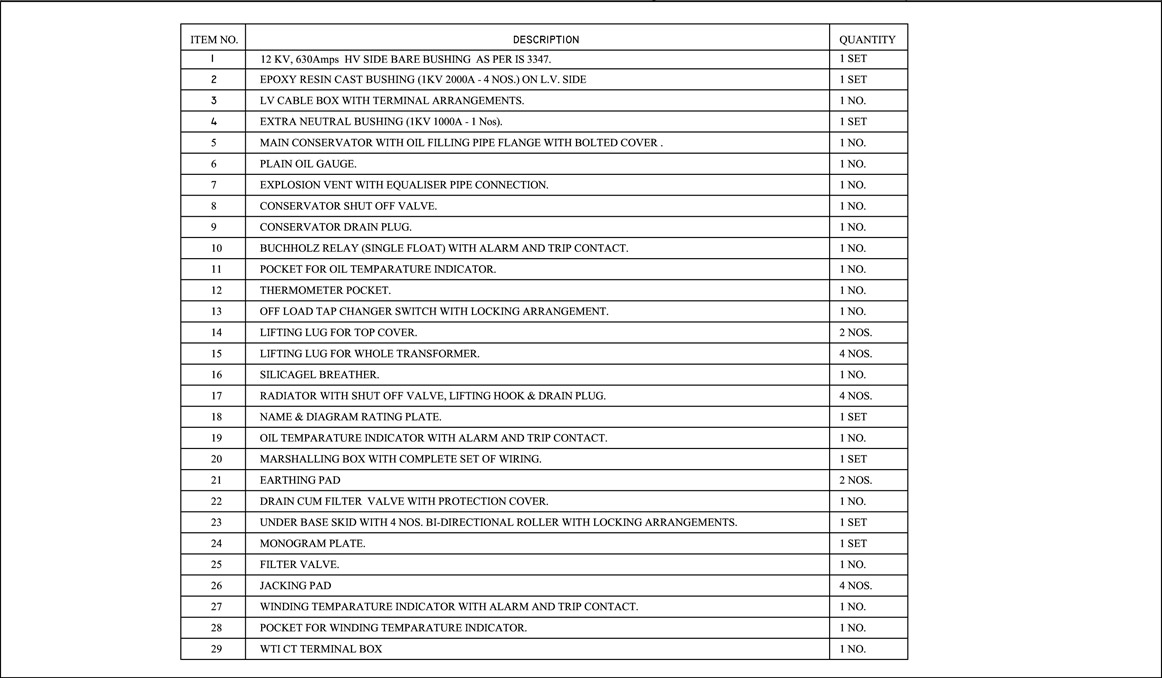 ITEM NO. DESCRIPTION QUANTITY
1 12 KV, 630Amps HV SIDE BARE BUSHING AS PER IS 3347. 1 SET
2 EPOXY RESIN CAST BUSHING (1KV 2000A - 4 NOS.) ON L.V. SIDE 1 SET
3 LV CABLE BOX WITH TERMINAL ARRANGEMENTS. 1 NO.
4 EXTRA NEUTRAL BUSHING (1KV 1000A - 1 Nos). 1 SET
5 MAIN CONSERVATOR WITH OIL FILLING PIPE FLANGE WITH BOLTED COVER . 1 NO.
6 PLAIN OIL GAUGE. 1 NO.
7 EXPLOSION VENT WITH EQUALISER PIPE CONNECTION. 1 NO.
8 CONSERVATOR SHUT OFF VALVE. 1 NO.
9 CONSERVATOR DRAIN PLUG. 1 NO.
10 BUCHHOLZ RELAY (SINGLE FLOAT) WITH ALARM AND TRIP CONTACT. 1 NO.
11 POCKET FOR OIL TEMPARATURE INDICATOR. 1 NO.
12 THERMOMETER POCKET. 1 NO.
13 OFF LOAD TAP CHANGER SWITCH WITH LOCKING ARRANGEMENT. 1 NO.
14 LIFTING LUG FOR TOP COVER. 2 NOS.
15 LIFTING LUG FOR WHOLE TRANSFORMER. 4 NOS.
16 SILICAGEL BREATHER. 1 NO.
17 RADIATOR WITH SHUT OFF VALVE, LIFTING HOOK & DRAIN PLUG. 4 NOS.
18 NAME & DIAGRAM RATING PLATE. 1 SET
19 OIL TEMPARATURE INDICATOR WITH ALARM AND TRIP CONTACT. 1 NO.
20 MARSHALLING BOX WITH COMPLETE SET OF WIRING. 1 SET
21 EARTHING PAD 2 NOS.
22 DRAIN CUM FILTER VALVE WITH PROTECTION COVER. 1 NO.
23 UNDER BASE SKID WITH 4 NOS. BI-DIRECTIONAL ROLLER WITH LOCKING ARRANGEMENTS. 1 SET
24 MONOGRAM PLATE. 1 SET
25 FILTER VALVE. 1 NO.
26 JACKING PAD 4 NOS.
27 WINDING TEMPARATURE INDICATOR WITH ALARM AND TRIP CONTACT. 1 NO.
28 POCKET FOR WINDING TEMPARATURE INDICATOR. 1 NO.
29 WTI CT TERMINAL BOX 1 NO.